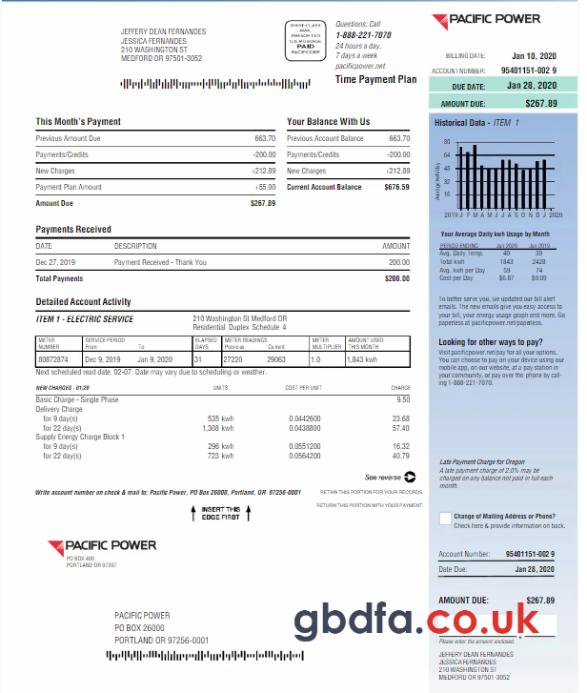 PACIFIC POWER
JEFFERY DEAN FERNANDES
JESSICA FERNANDES
210 WASHINGTON ST
MEDFORD OR 97501-3052
PAID
Questions: Call
1-888-221-7070
24 hours a day,
7 days a week
pacificpower.net
Time Payment Plan
BILLING DATE: Jan 10, 2020
ACCOUNT NUMBER: 95401151-002 9
DUE DATE: Jan 28, 2020
AMOUNT DUE: $267.89
This Month's Payment
Previous Amount Due 663.70
Payments/Credits -200.00
New Charges +212.89
Payment Plan Amount +55.00
Amount Due $267.89
Your Balance With Us
Previous Account Balance 663.70
Payments/Credits -200.00
New Charges +212.89
Current Account Balance $676.59
Payments Received
DATE DESCRIPTION AMOUNT
Dec 27, 2019 Payment Received - Thank You 200.00
Total Payments $200.00
Detailed Account Activity
ITEM 1 - ELECTRIC SERVICE 210 Washington St Medford OR
Residential Duplex Schedule 4
METER NUMBER SERVICE PERIOD From To ELAPSED DAYS METER READINGS Previous Current METER MULTIPLIER AMOUNT USED THIS MONTH
80872874 Dec 9, 2019 Jan 9, 2020 31 27220 29063 1.0 1,843 kwh
Next scheduled read date: 02-07. Date may vary due to scheduling or weather.
NEW CHARGES - 01/20 UNITS COST PER UNIT CHARGE
Basic Charge - Single Phase 9.50
Delivery Charge
for 9 day(s) 535 kwh 0.0442600 23.68
for 22 day(s) 1,308 kwh 0.0438800 57.40
Supply Energy Charge Block 1
for 9 day(s) 296 kwh 0.0551200 16.32
for 22 day(s) 723 kwh 0.0564200 40.79
See reverse
Write account number on check & mail to: Pacific Power, PO Box 26000, Portland, OR 97256-0001
RETAIN THIS PORTION FOR YOUR RECORDS.
RETURN THIS PORTION WITH YOUR PAYMENT.
INSERT THIS
EDGE FIRST
Historical Data - ITEM 1
80
64
48
32
16
2019 J F M A M J J A S O N D J 2020
Your Average Daily kwh Usage by Month
PERIOD ENDING Jan 2020 Jan 2019
Avg. Daily Temp. 40 39
Total kwh 1843 2428
Avg. kwh per Day 59 74
Cost per Day $6.87 $9.09
To better serve you, we updated our bill alert
emails. The new emails give you easy access to
your bill, your energy usage graph and more. Go
paperless at pacificpower.net/paperless.
Looking for other ways to pay?
Visit pacificpower.net/pay for all your options.
You can choose to pay on your device using our
mobile app, on our website, at a pay station in
your community, or pay over the phone by call-
ing 1-888-221-7070.
Late Payment Charge for Oregon
A late payment charge of 2.0% may be
charged on any balance not paid in full each
month.
Change of Mailing Address or Phone?
Check here & provide information on back.
Account Number: 95401151-002 9
Date Due: Jan 28, 2020
AMOUNT DUE: $267.89
Please enter the amount enclosed.
JEFFERY DEAN FERNANDES
JESSICA FERNANDES
210 WASHINGTON ST
MEDFORD OR 97501-3052
PACIFIC POWER
PORTLAND OR 97207
PACIFIC POWER
PO BOX 26000
PORTLAND OR 97256-0001
gbdfa.co.uk